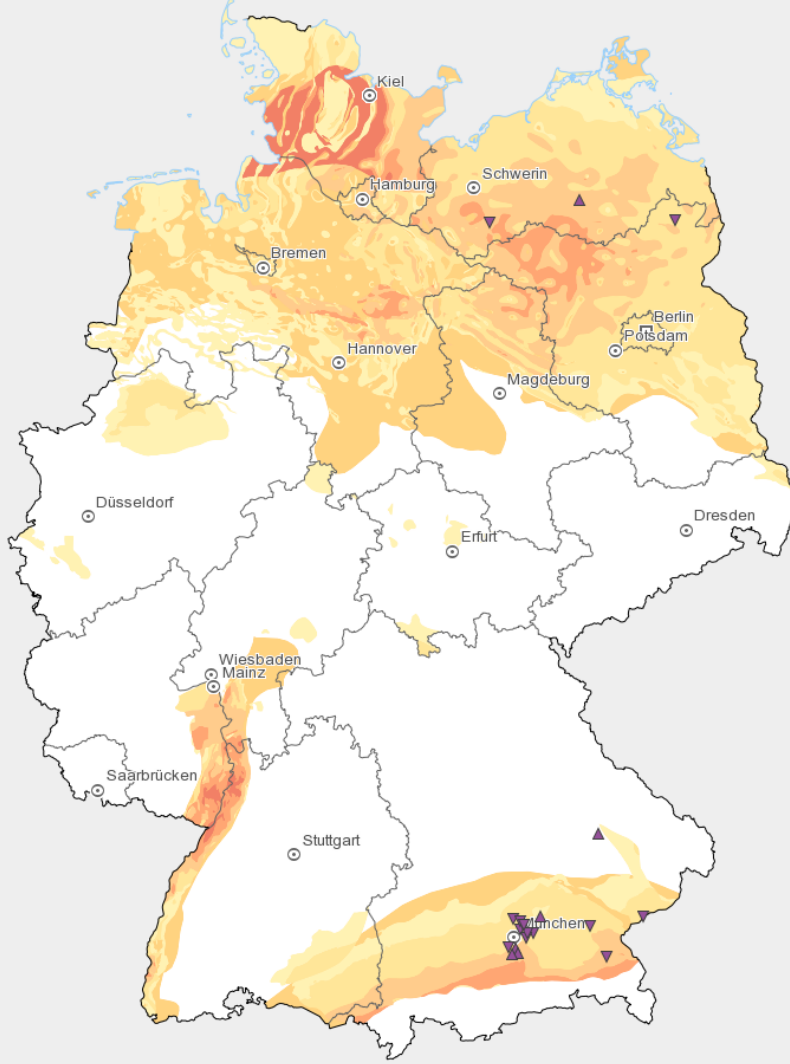 Kiel
Schwerin
Hamburg
Bremen
Berlin
Potsdam
Hannover
Magdeburg
Düsseldorf
Dresden
Erfurt
Wiesbaden
Mainz
Saarbrücken
Stuttgart
München